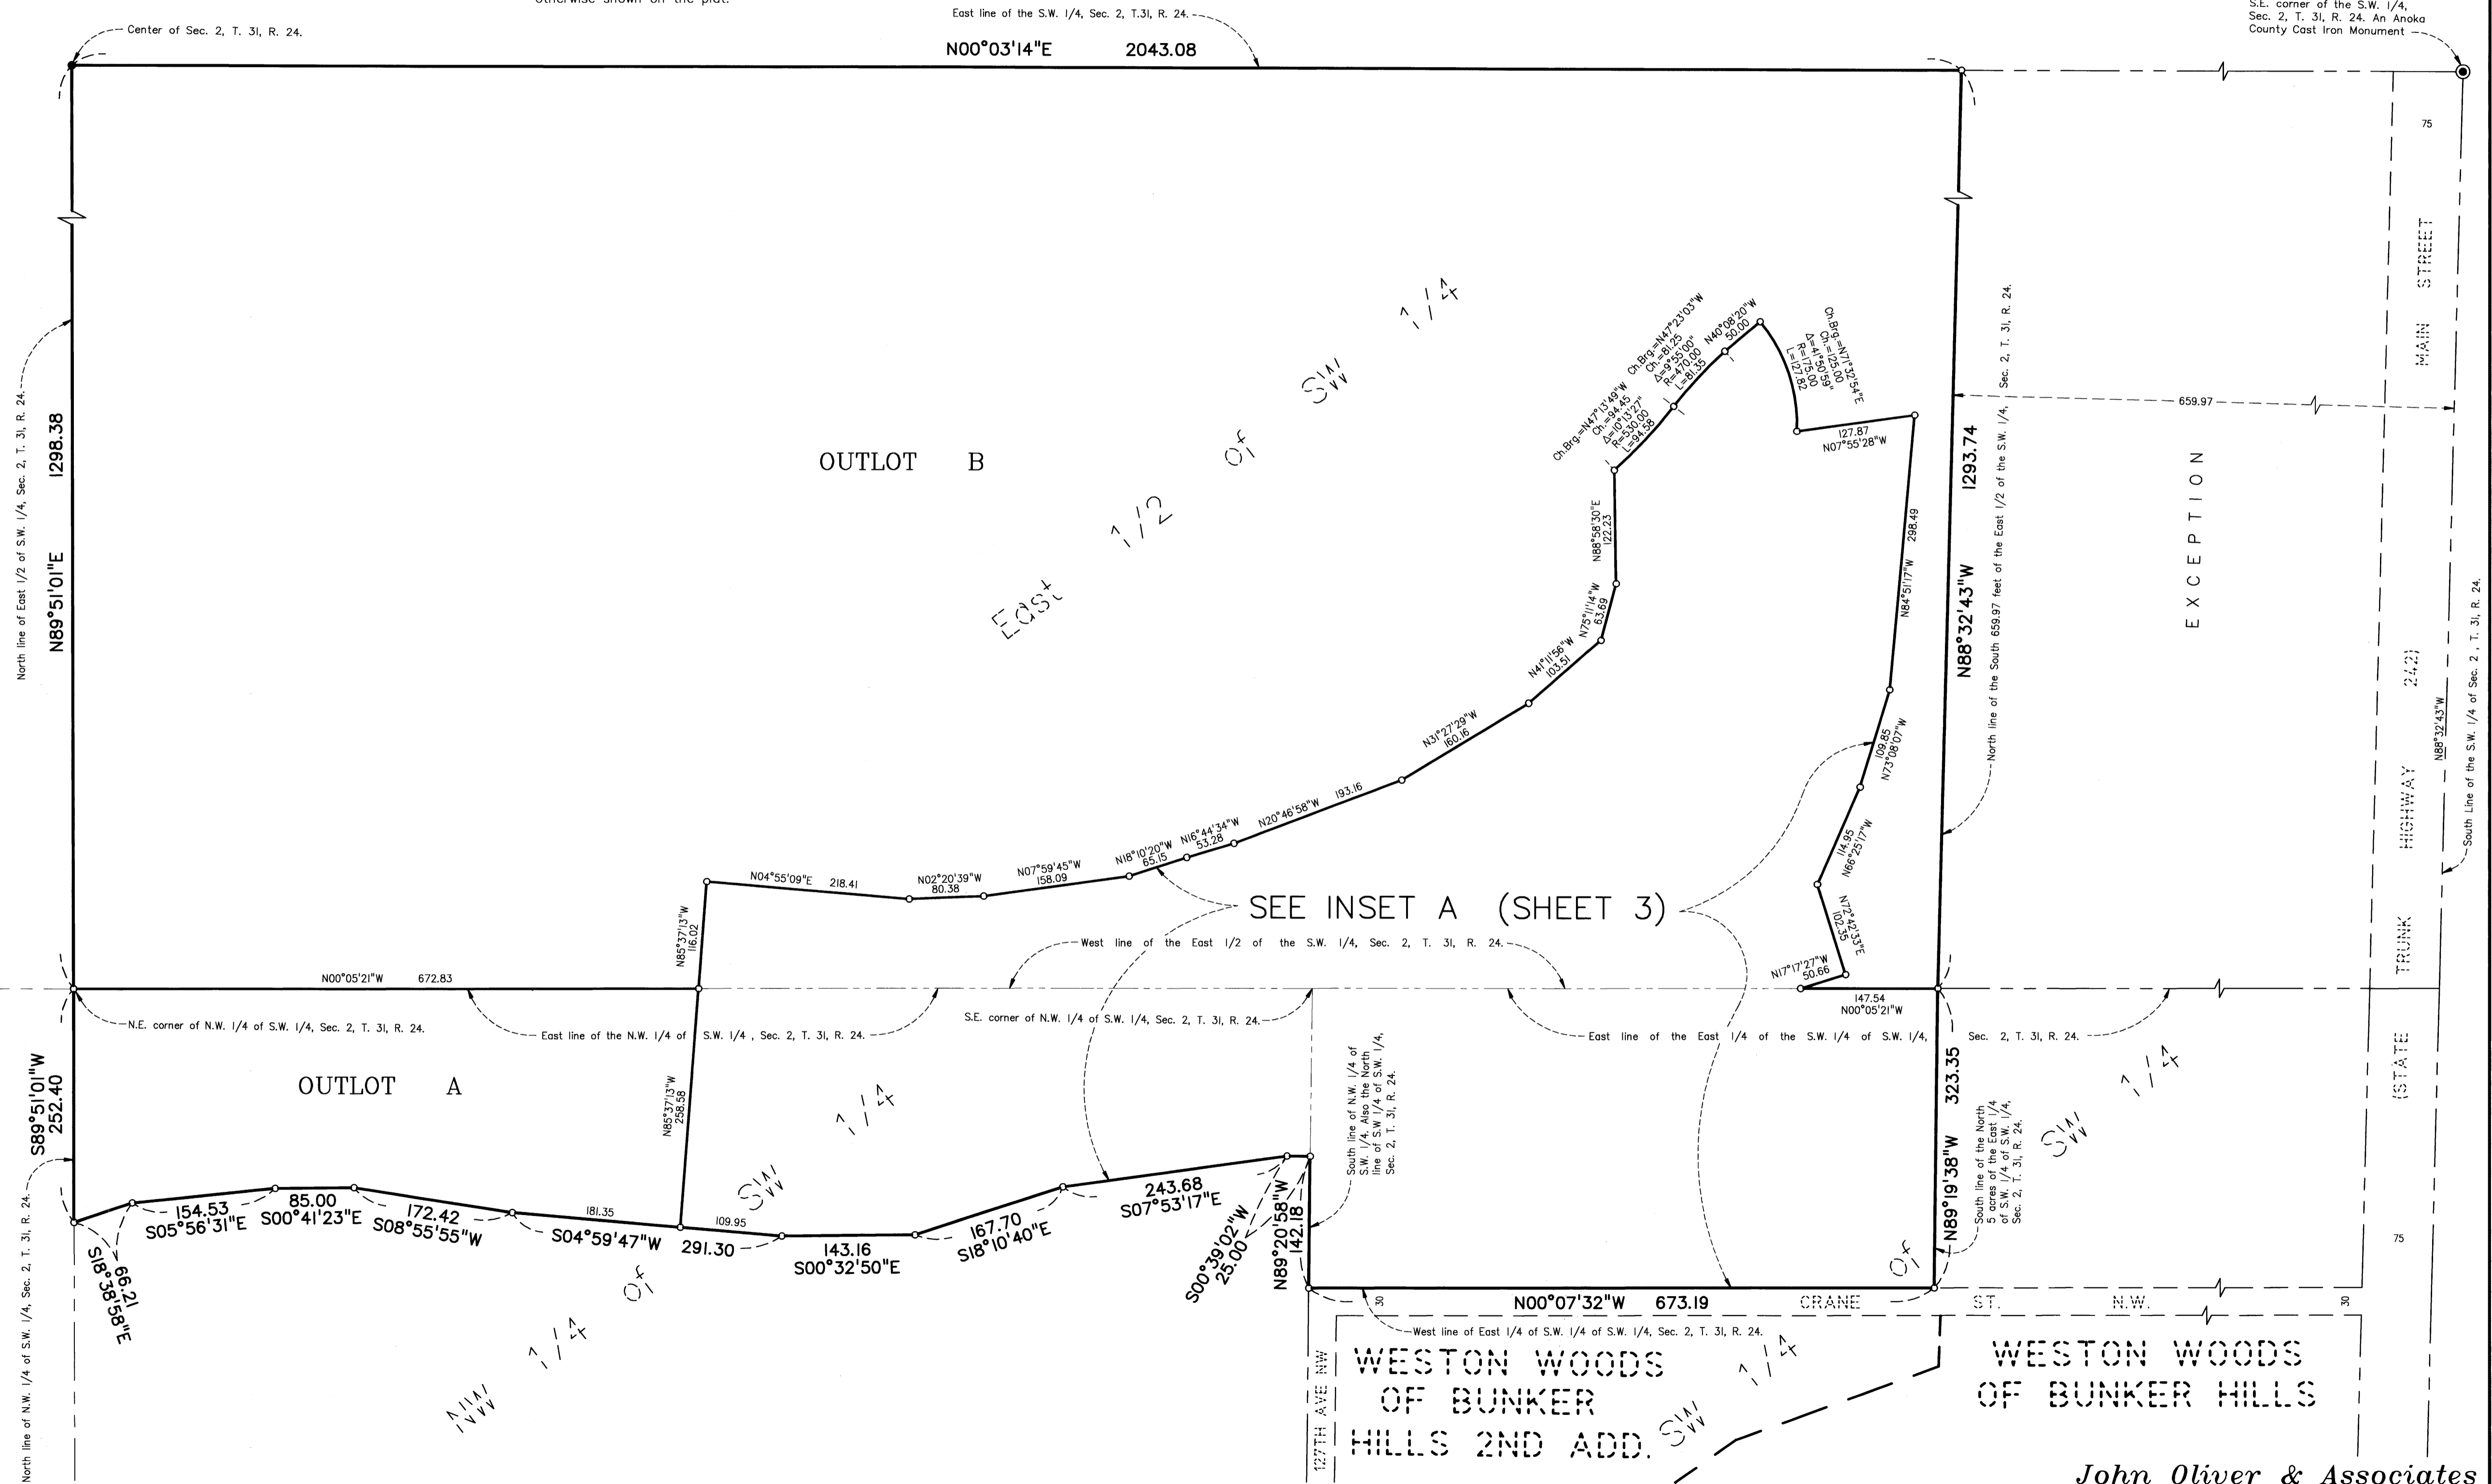 otherwise shown on the plat.
Center of Sec. 2, T. 31, R. 24.
East line of the S.W. 1/4, Sec. 2, T.31, R. 24.
S.E. corner of the S.W. 1/4,
Sec. 2, T. 31, R. 24. An Anoka
County Cast Iron Monument
N00°03'14"E 2043.08
75
MAIN STREET
North line of East 1/2 of S.W. 1/4, Sec. 2, T. 31, R. 24.
N89°51'01"E 1298.38
OUTLOT B
East 1/2 of SW 1/4
Ch.Brg.=N47°13'49"W
Ch.=94.45
Δ=10°13'27"
R=530.00
L=94.58
Ch.Brg.=N47°23'03"W
Ch.=81.25
Δ=9°55'00"
R=470.00
L=81.35
N40°08'20"W
50.00
Ch.Brg.=N71°32'54"E
Ch.=125.00
Δ=41°50'59"
R=175.00
L=127.82
127.87
N07°55'28"W
N88°58'30"E
122.23
N75°11'14"W
63.69
N41°11'56"W
103.51
N31°27'29"W
160.16
N20°46'58"W 193.16
N16°44'34"W
53.28
N18°10'20"W
65.15
N07°59'45"W
158.09
N02°20'39"W
80.38
N04°55'09"E 218.41
N85°37'13"W
116.02
N84°51'17"W 298.49
109.85
N73°08'07"W
114.95
N66°25'17"W
N72°42'33"E
102.35
N17°17'27"W
50.66
147.54
N00°05'21"W
N88°32'43"W 1293.74
North line of the South 659.97 feet of the East 1/2 of the S.W. 1/4, Sec. 2, T. 31, R. 24.
659.97
EXCEPTION
(STATE TRUNK HIGHWAY 242)
N88°32'43"W
South Line of the S.W. 1/4 of Sec. 2 , T. 31, R. 24.
SEE INSET A (SHEET 3)
West line of the East 1/2 of the S.W. 1/4, Sec. 2, T. 31, R. 24.
N00°05'21"W 672.83
N.E. corner of N.W. 1/4 of S.W. 1/4, Sec. 2, T. 31, R. 24.
East line of the N.W. 1/4 of S.W. 1/4 , Sec. 2, T. 31, R. 24.
S.E. corner of N.W. 1/4 of S.W. 1/4, Sec. 2, T. 31, R. 24.
East line of the East 1/4 of the S.W. 1/4 of S.W. 1/4, Sec. 2, T. 31, R. 24.
S89°51'01"W
252.40
OUTLOT A
N85°37'13"W
258.58
North line of N.W. 1/4 of S.W. 1/4, Sec. 2, T. 31, R. 24.
66.21
S18°38'58"E
154.53
S05°56'31"E
85.00
S00°41'23"E
172.42
S08°55'55"W
181.35
S04°59'47"W
109.95
291.30
143.16
S00°32'50"E
167.70
S18°10'40"E
243.68
S07°53'17"E
S00°39'02"W
25.00
N89°20'58"W
142.18
South line of N.W. 1/4 of
S.W. 1/4. Also the North
line of S.W 1/4 of S.W. 1/4,
Sec. 2, T. 31, R. 24.
NW 1/4 of SW 1/4
N89°19'38"W 323.35
South line of the North
5 acres of the East 1/4
of S.W. 1/4 of S.W. 1/4,
Sec. 2, T. 31, R. 24.
SW 1/4 Of SW 1/4
75
30
N00°07'32"W 673.19
CRANE ST. N.W.
30
West line of East 1/4 of S.W. 1/4 of S.W. 1/4, Sec. 2, T. 31, R. 24.
127TH AVE NW
WESTON WOODS
OF BUNKER
HILLS 2ND ADD.
WESTON WOODS
OF BUNKER HILLS
John Oliver & Associates